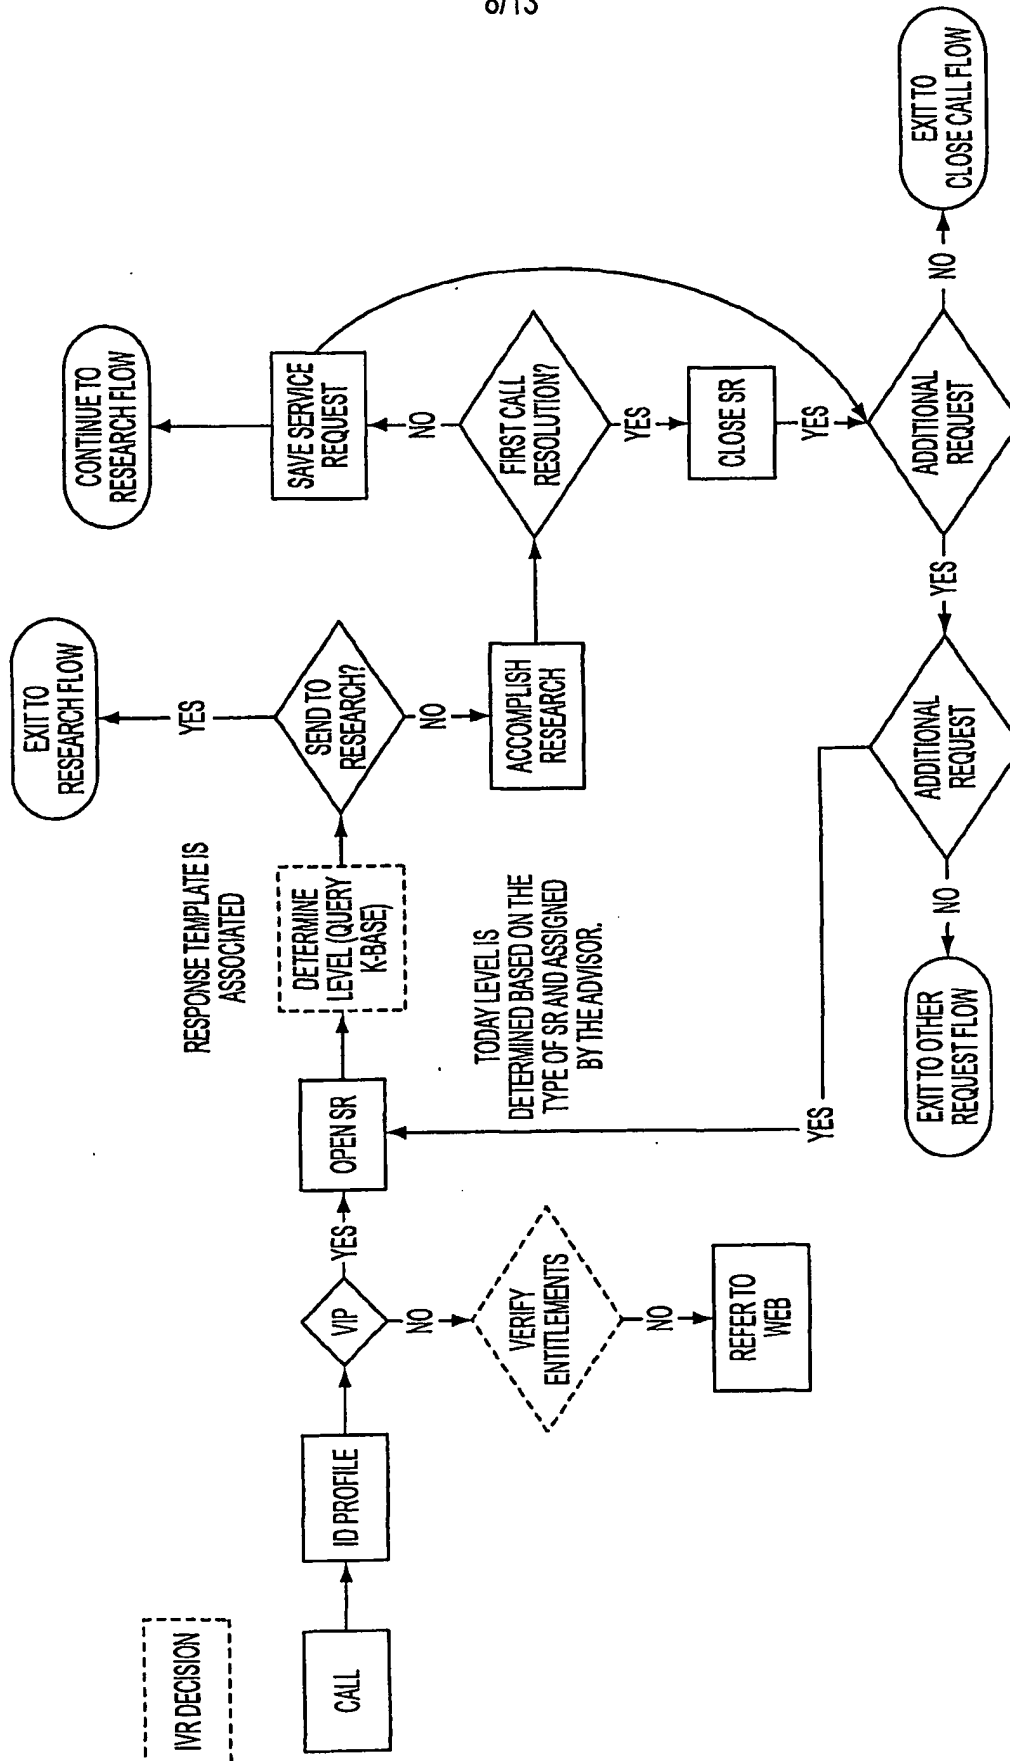 8/13
IVR DECISION
CALL
ID PROFILE
VIP
YES
NO
VERIFY
ENTITLEMENTS
NO
REFER TO
WEB
OPEN SR
RESPONSE TEMPLATE IS
ASSOCIATED
DETERMINE
LEVEL (QUERY
K-BASE)
TODAY LEVEL IS
DETERMINED BASED ON THE
TYPE OF SR AND ASSIGNED
BY THE ADVISOR.
SEND TO
RESEARCH?
YES
EXIT TO
RESEARCH FLOW
NO
ACCOMPLISH
RESEARCH
FIRST CALL
RESOLUTION?
NO
SAVE SERVICE
REQUEST
CONTINUE TO
RESEARCH FLOW
YES
CLOSE SR
YES
ADDITIONAL
REQUEST
NO
EXIT TO
CLOSE CALL FLOW
YES
ADDITIONAL
REQUEST
YES
NO
EXIT TO OTHER
REQUEST FLOW